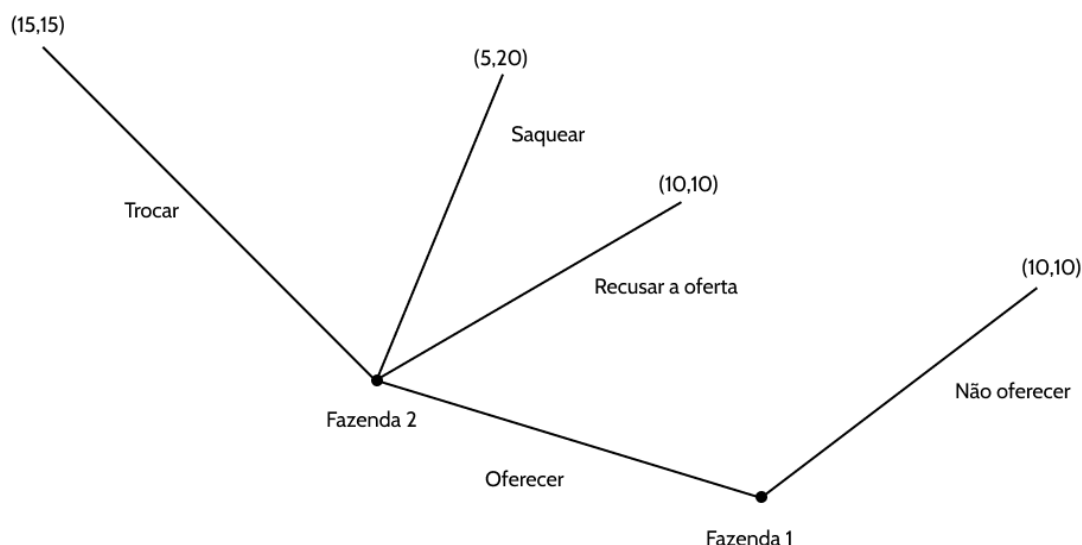 (15,15)
(5,20)
Saquear
(10,10)
Trocar
(10,10)
Recusar a oferta
Não oferecer
Fazenda 2
Oferecer
Fazenda 1